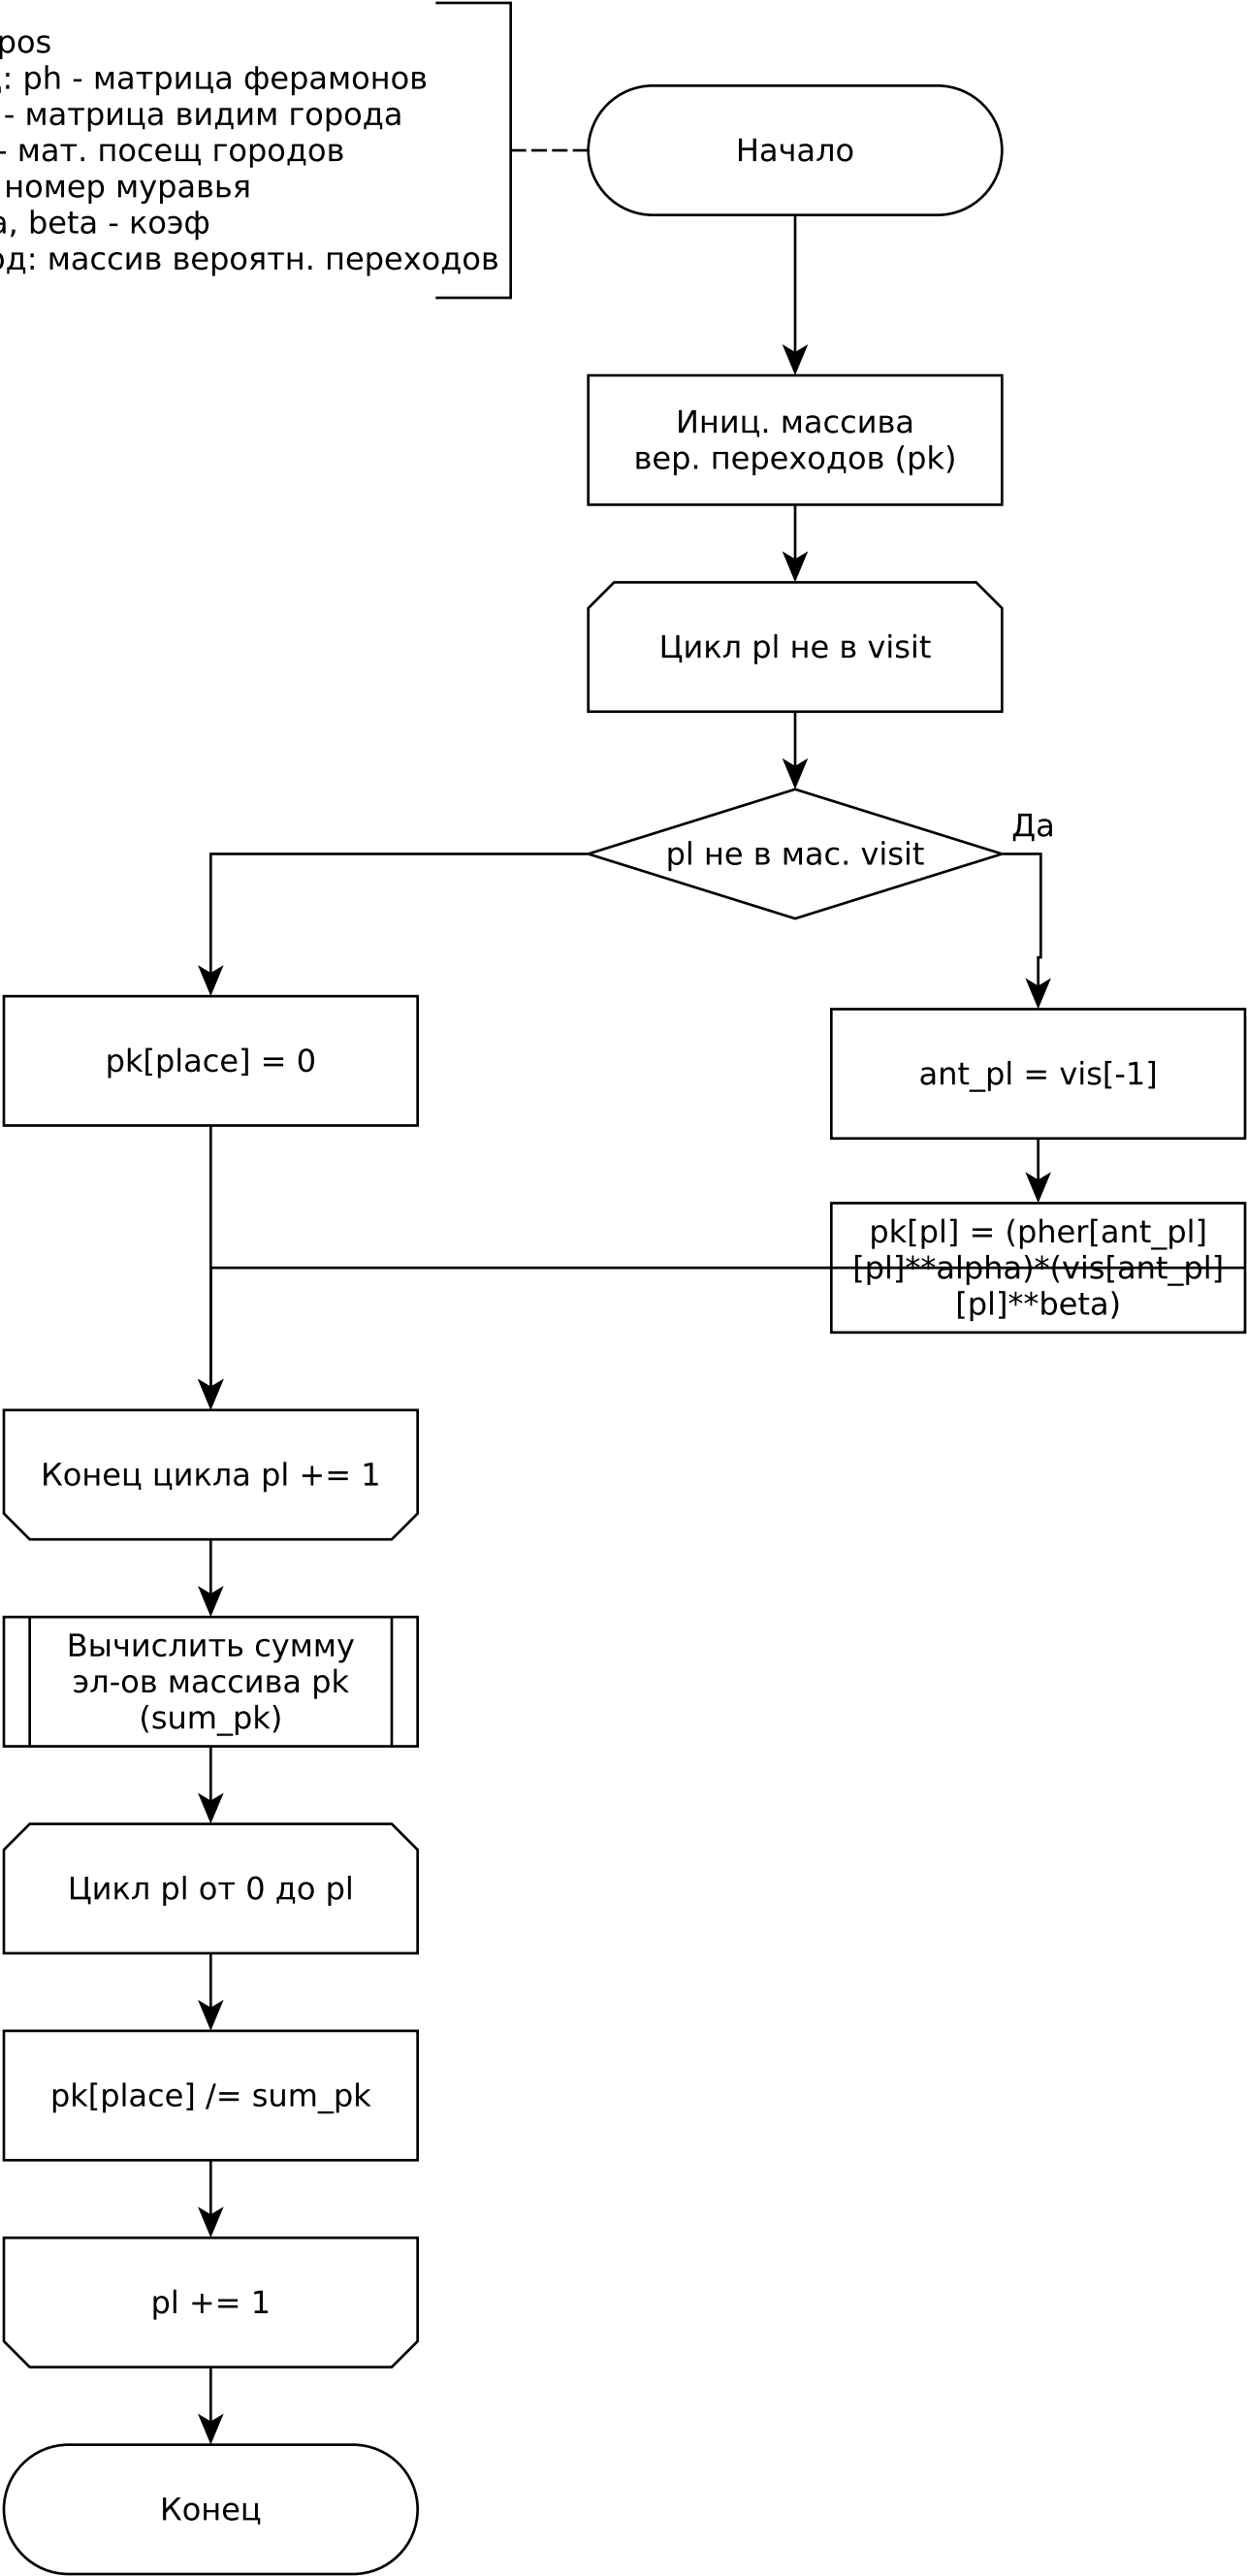 pos
: ph - матрица ферамонов
- матрица видим города
- мат. посещ городов
номер муравья
a, beta - коэф
од: массив вероятн. переходов
Начало
Иниц. массива
вер. переходов (pk)
Цикл pl не в visit
pl не в мас. visit
Да
pk[place] = 0
ant_pl = vis[-1]
pk[pl] = (pher[ant_pl]
[pl]**alpha)*(vis[ant_pl]
[pl]**beta)
Конец цикла pl += 1
Вычислить сумму
эл-ов массива pk
(sum_pk)
Цикл pl от 0 до pl
pk[place] /= sum_pk
pl += 1
Конец